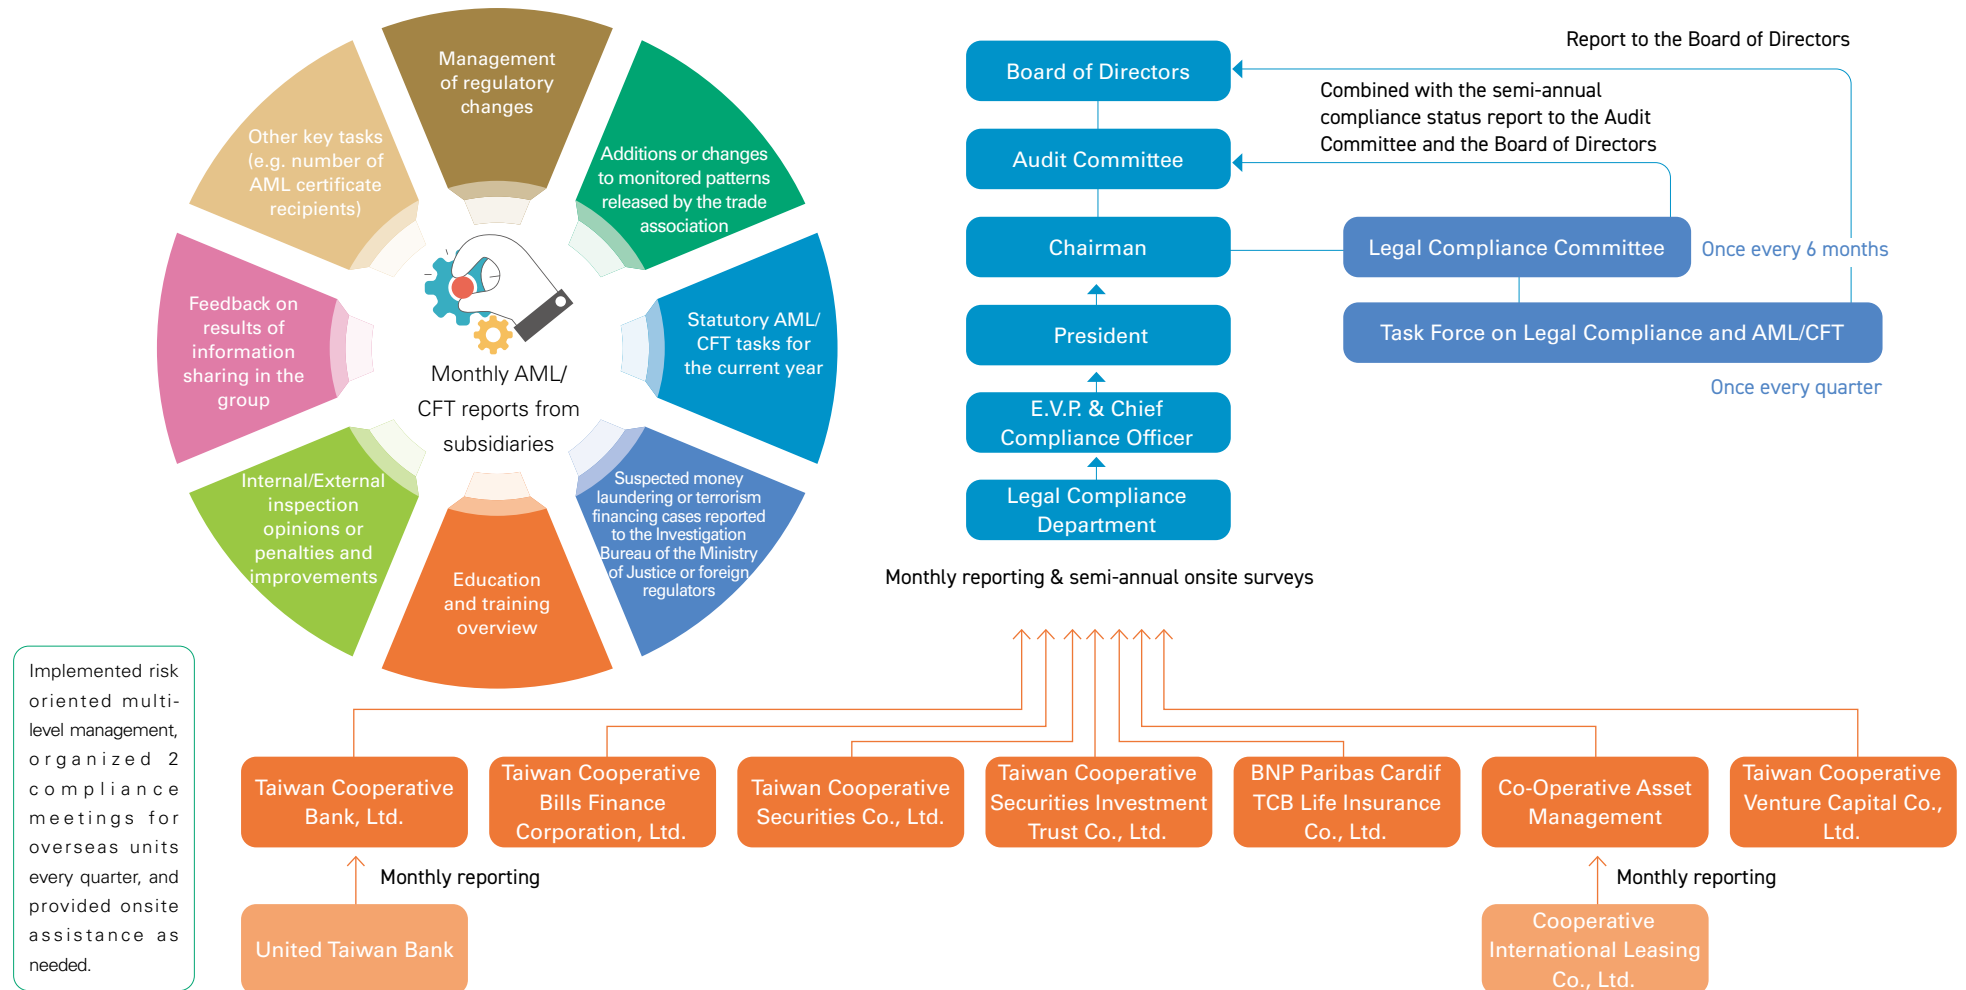 Management
of regulatory
changes
Additions or changes
to monitored patterns
released by the trade
association
Statutory AML/
CFT tasks for
the current year
Suspected money
laundering or terrorism
financing cases reported
to the Investigation
Bureau of the Ministry
of Justice or foreign
regulators
Education
and training
overview
Internal/External
inspection
opinions or
penalties and
improvements
Feedback on
results of
information
sharing in the
group
Other key tasks
(e.g. number of
AML certificate
recipients)
Monthly AML/
CFT reports from
subsidiaries
Implemented risk
oriented multi-
level management,
organized 2
compliance
meetings for
overseas units
every quarter, and
provided onsite
assistance as
needed.
Report to the Board of Directors
Board of Directors
Combined with the semi-annual
compliance status report to the Audit
Committee and the Board of Directors
Audit Committee
Chairman
Legal Compliance Committee
Once every 6 months
President
Task Force on Legal Compliance and AML/CFT
Once every quarter
E.V.P. & Chief
Compliance Officer
Legal Compliance
Department
Monthly reporting & semi-annual onsite surveys
Taiwan Cooperative
Bank, Ltd.
Taiwan Cooperative
Bills Finance
Corporation, Ltd.
Taiwan Cooperative
Securities Co., Ltd.
Taiwan Cooperative
Securities Investment
Trust Co., Ltd.
BNP Paribas Cardif
TCB Life Insurance
Co., Ltd.
Co-Operative Asset
Management
Taiwan Cooperative
Venture Capital Co.,
Ltd.
Monthly reporting
Monthly reporting
United Taiwan Bank
Cooperative
International Leasing
Co., Ltd.